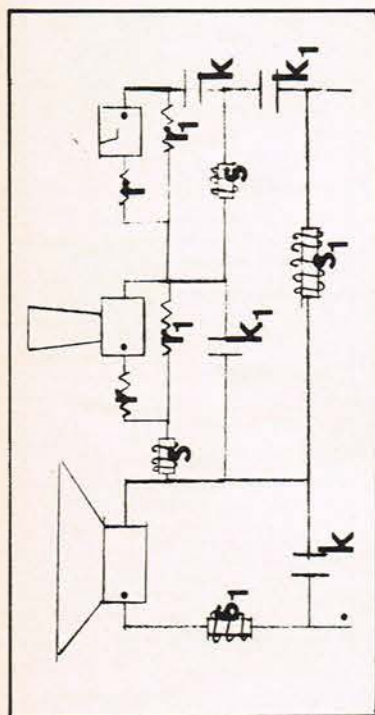 r r
s r₁ r₁
s₁ k₁ s k
k s₁ k₁